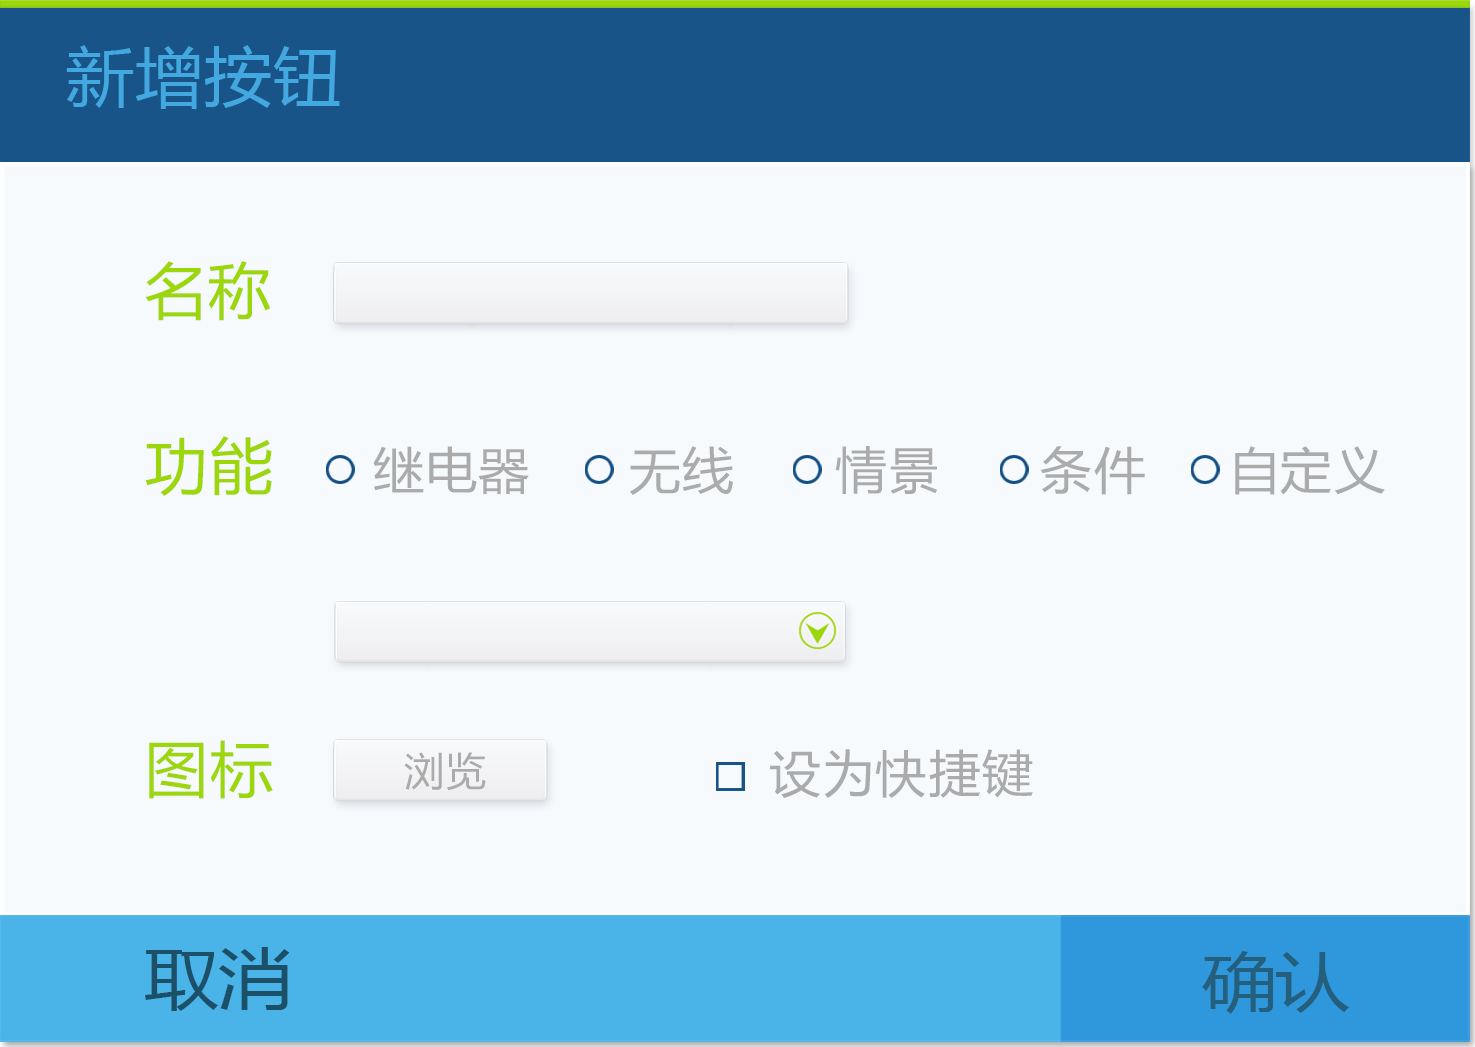 新增按钮
名称
功能 继电器 无线 情景 条件 自定义
图标 浏览 设为快捷键
取消 确认